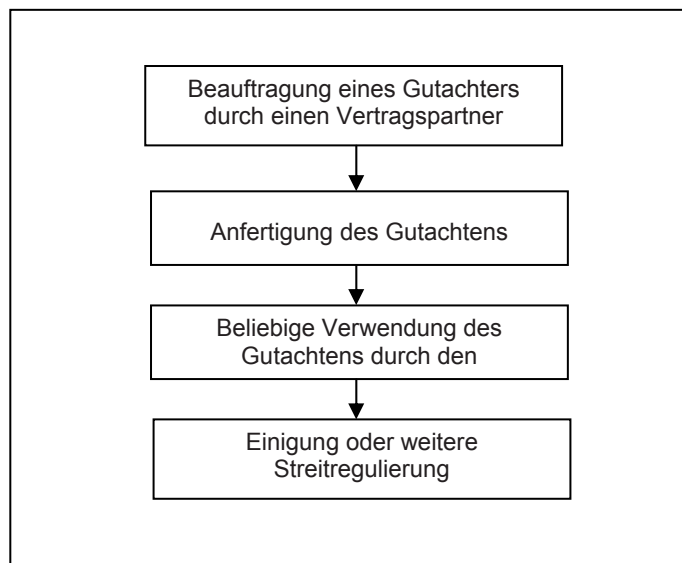 Beauftragung eines Gutachters
durch einen Vertragspartner
Anfertigung des Gutachtens
Beliebige Verwendung des
Gutachtens durch den
Einigung oder weitere
Streitregulierung